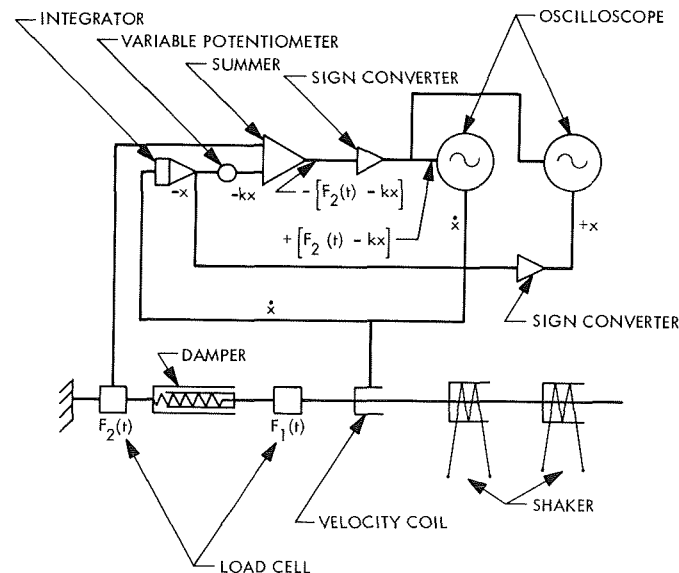 INTEGRATOR
OSCILLOSCOPE
VARIABLE POTENTIOMETER
SUMMER
SIGN CONVERTER
-x
-kx
- [F₂(t) - kx]
ẋ
+x
+ [F₂ (t) - kx]
ẋ
SIGN CONVERTER
DAMPER
F₂(t)
F₁(t)
SHAKER
VELOCITY COIL
LOAD CELL